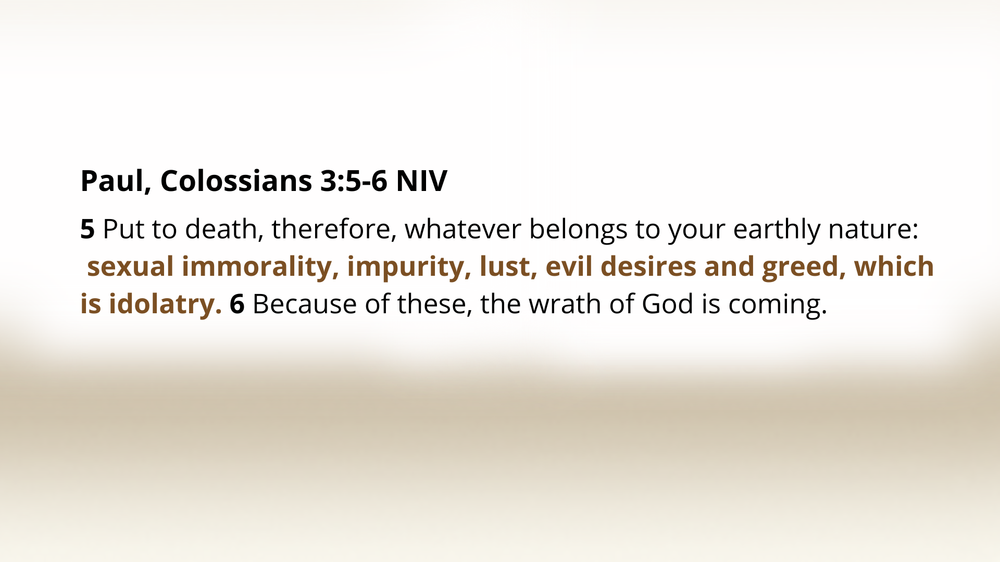 Paul, Colossians 3:5-6 NIV
5 Put to death, therefore, whatever belongs to your earthly nature:
sexual immorality, impurity, lust, evil desires and greed, which
is idolatry. 6 Because of these, the wrath of God is coming.